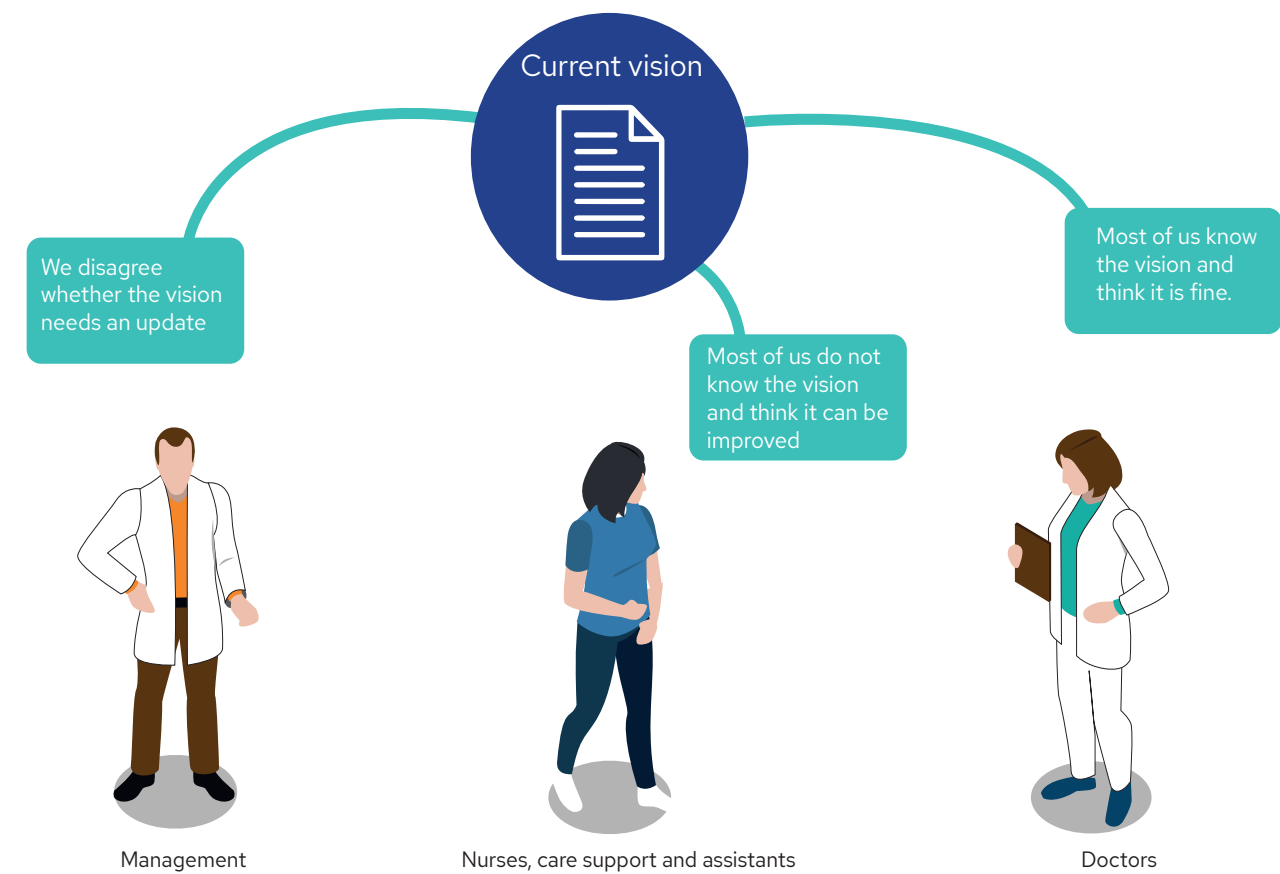 Current vision
We disagree
whether the vision
needs an update
Most of us do not
know the vision
and think it can be
improved
Most of us know
the vision and
think it is fine.
Management
Nurses, care support and assistants
Doctors